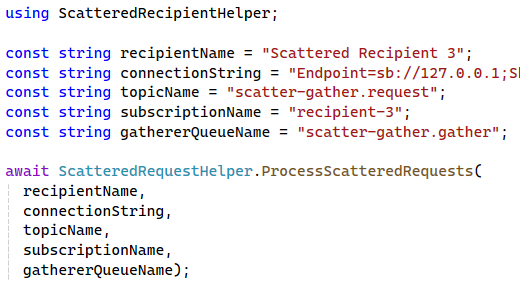 using ScatteredRecipientHelper;
const string recipientName = "Scattered Recipient 3";
const string connectionString = "Endpoint=sb://127.0.0.1;
const string topicName = "scatter-gather.request";
const string subscriptionName = "recipient-3";
const string gathererQueueName = "scatter-gather.gather";
await ScatteredRequestHelper.ProcessScatteredRequests(
recipientName,
connectionString,
topicName,
subscriptionName,
gathererQueueName);